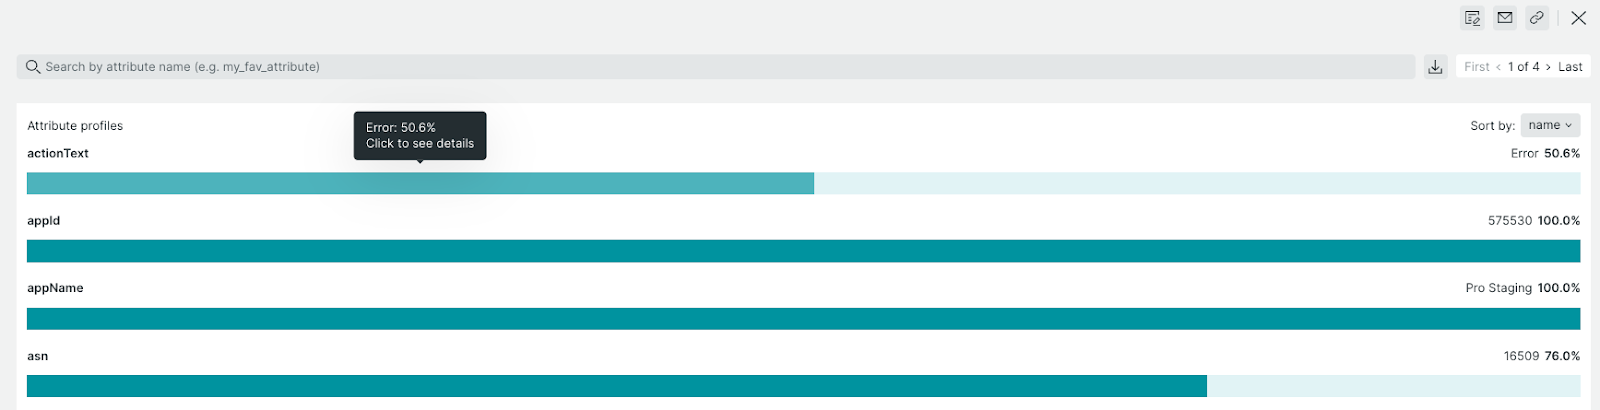 Search by attribute name (e.g. my_fav_attribute)
First < 1 of 4 > Last
Attribute profiles
Error: 50.6%
Click to see details
Sort by: name
actionText Error 50.6%
appId 575530 100.0%
appName Pro Staging 100.0%
asn 16509 76.0%